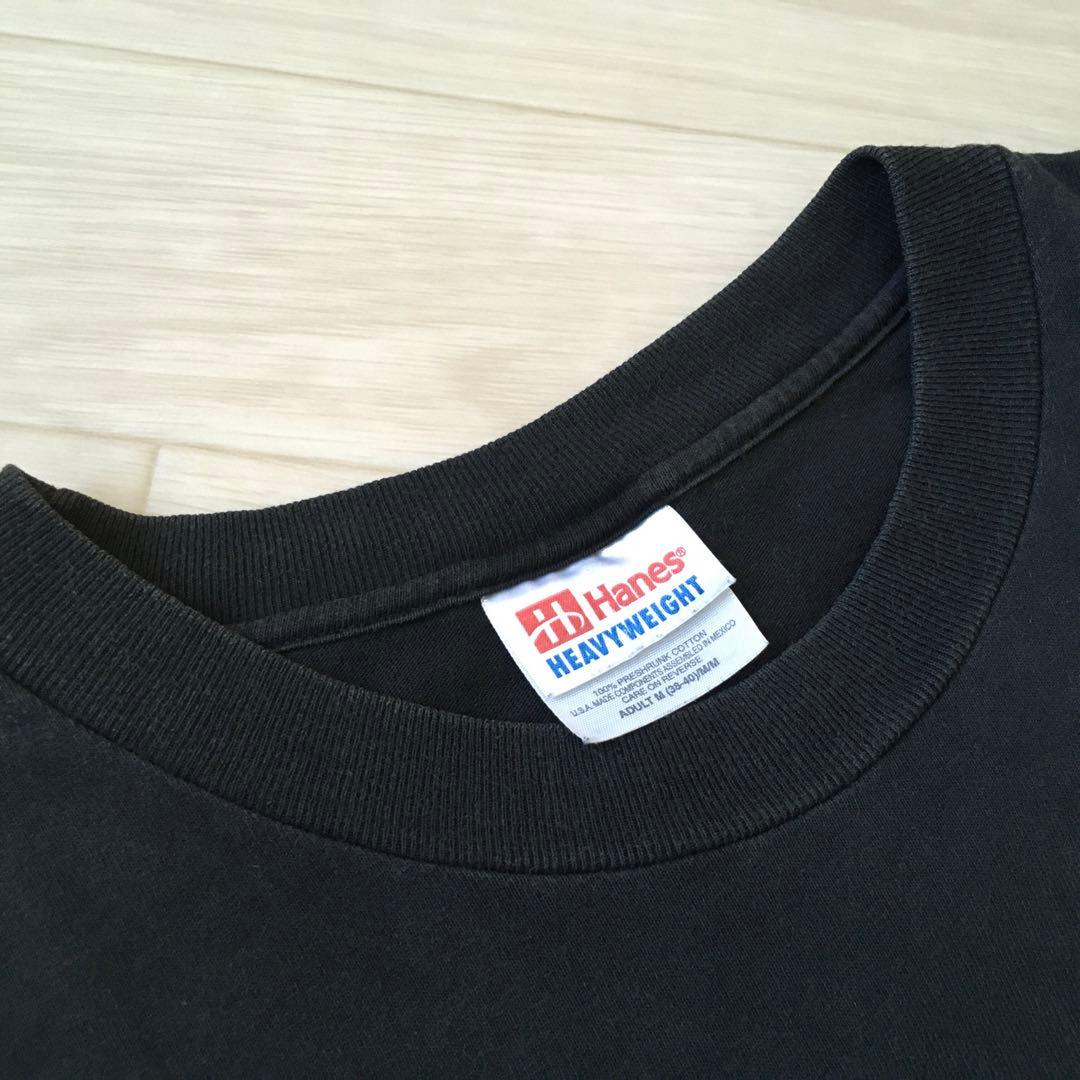 Hanes®
HEAVYWEIGHT
100% PRESHRUNK COTTON
U.S.A. MADE COMPONENTS ASSEMBLED IN MEXICO
CARE ON REVERSE
ADULT M (38-40)/M/M